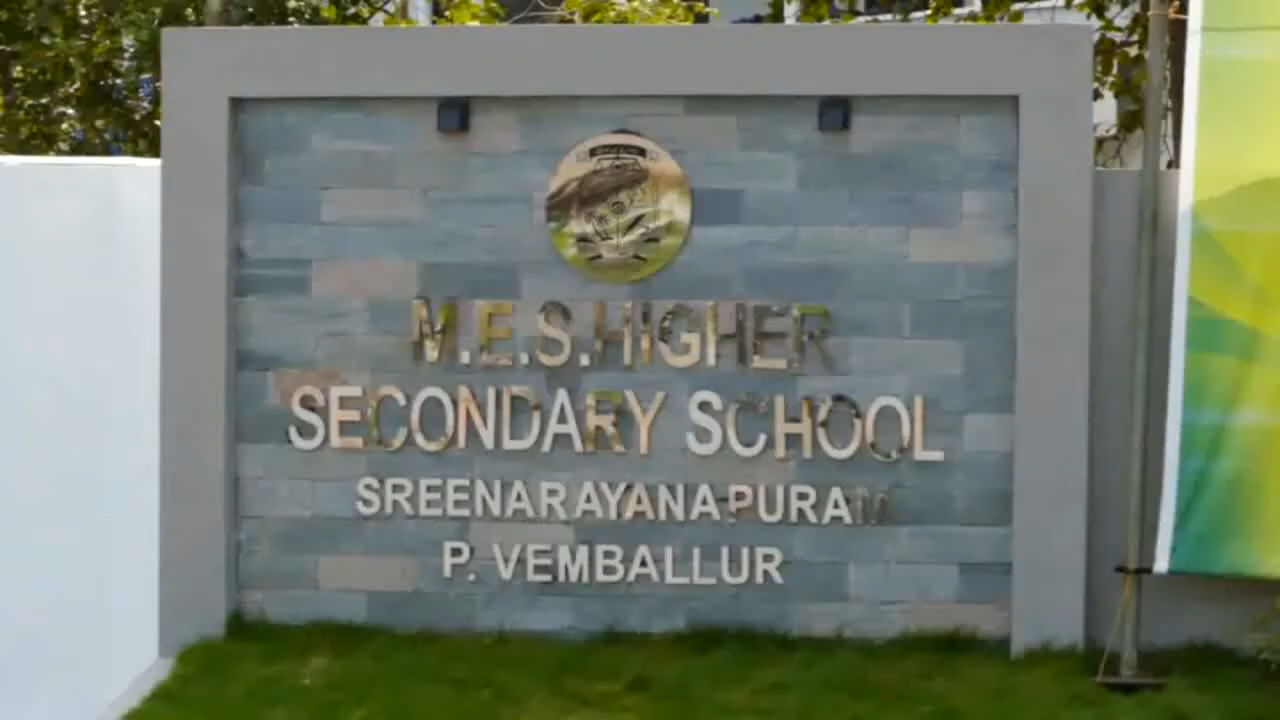 M.E.S.HIGHER
SECONDARY SCHOOL
SREENARAYANAPURAM
P. VEMBALLUR